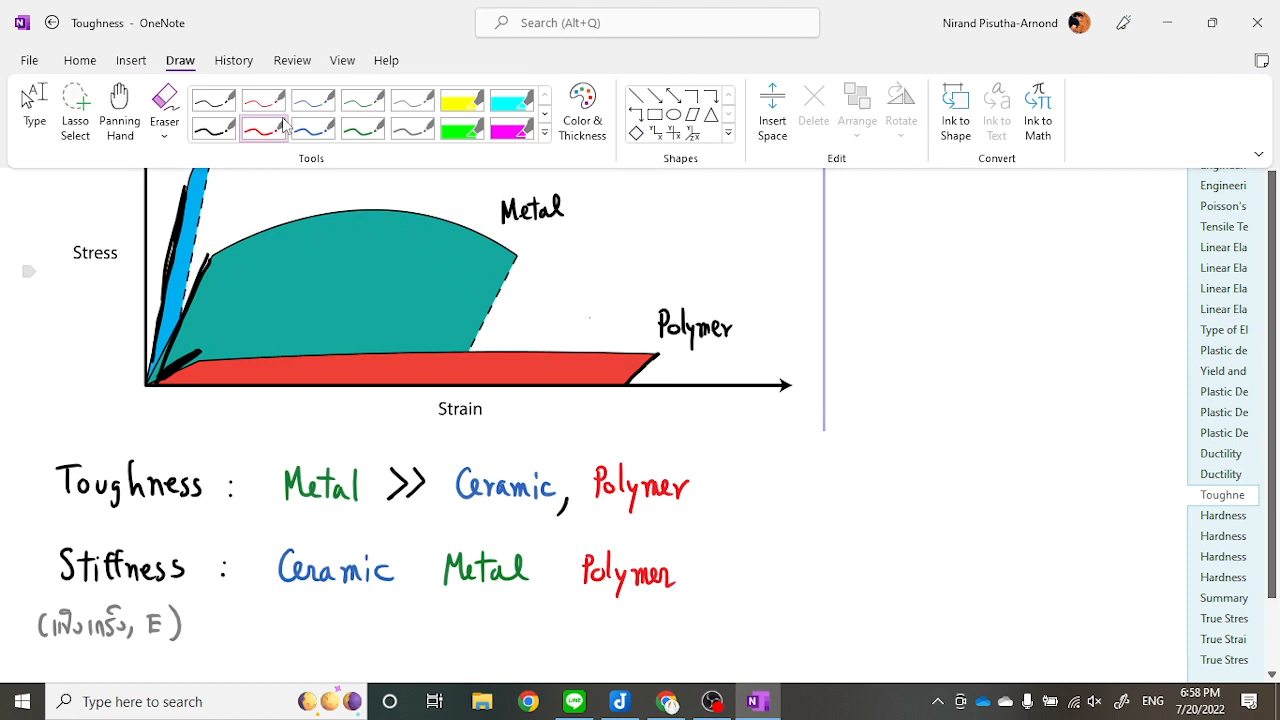 Toughness - OneNote
Search (Alt+Q)
Nirand Pisutha-Arnond
File Home Insert Draw History Review View Help
Type
Lasso Select
Panning Hand
Eraser
Color & Thickness
Insert Space
Delete
Arrange
Rotate
Ink to Shape
Ink to Text
Ink to Math
Tools
Shapes
Edit
Convert
Metal
Stress
Polymer
Strain
Toughness : Metal >> Ceramic, Polymer
Stiffness : Ceramic Metal Polymer
(แข็งเกร็ง, E)
Engineeri
Poisson's
Tensile Te
Linear Ela
Linear Ela
Linear Ela
Linear Ela
Type of El
Plastic de
Yield and
Plastic De
Plastic De
Plastic De
Ductility
Ductility
Toughne
Hardness
Hardness
Hardness
Hardness
Summary
True Stres
True Strai
True Stres
Type here to search
ENG
6:58 PM
7/20/2022